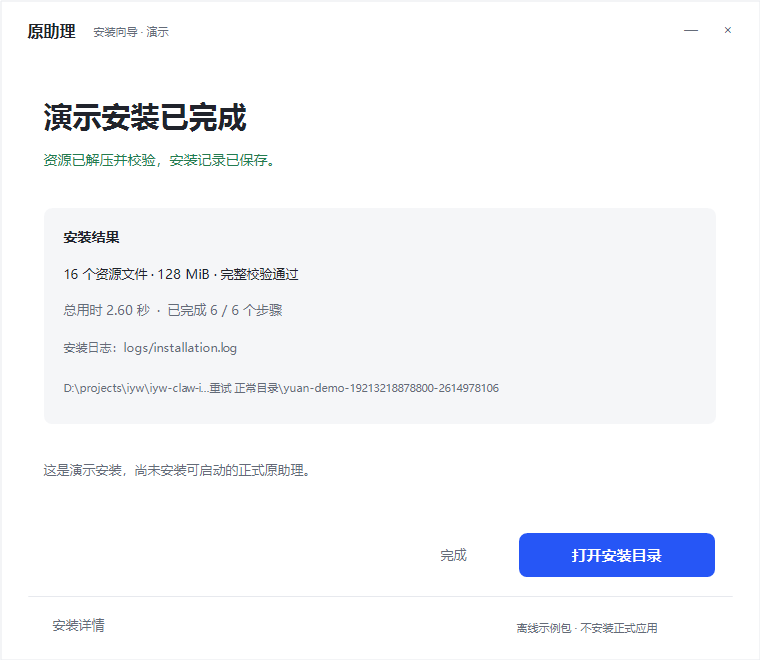 原助理 安装向导 · 演示
演示安装已完成
资源已解压并校验，安装记录已保存。
安装结果
16 个资源文件 · 128 MiB · 完整校验通过
总用时 2.60 秒 · 已完成 6 / 6 个步骤
安装日志：logs/installation.log
D:\projects\iyw\iyw-claw-i...重试 正常目录\yuan-demo-19213218878800-2614978106
这是演示安装，尚未安装可启动的正式原助理。
完成 打开安装目录
安装详情 离线示例包 · 不安装正式应用